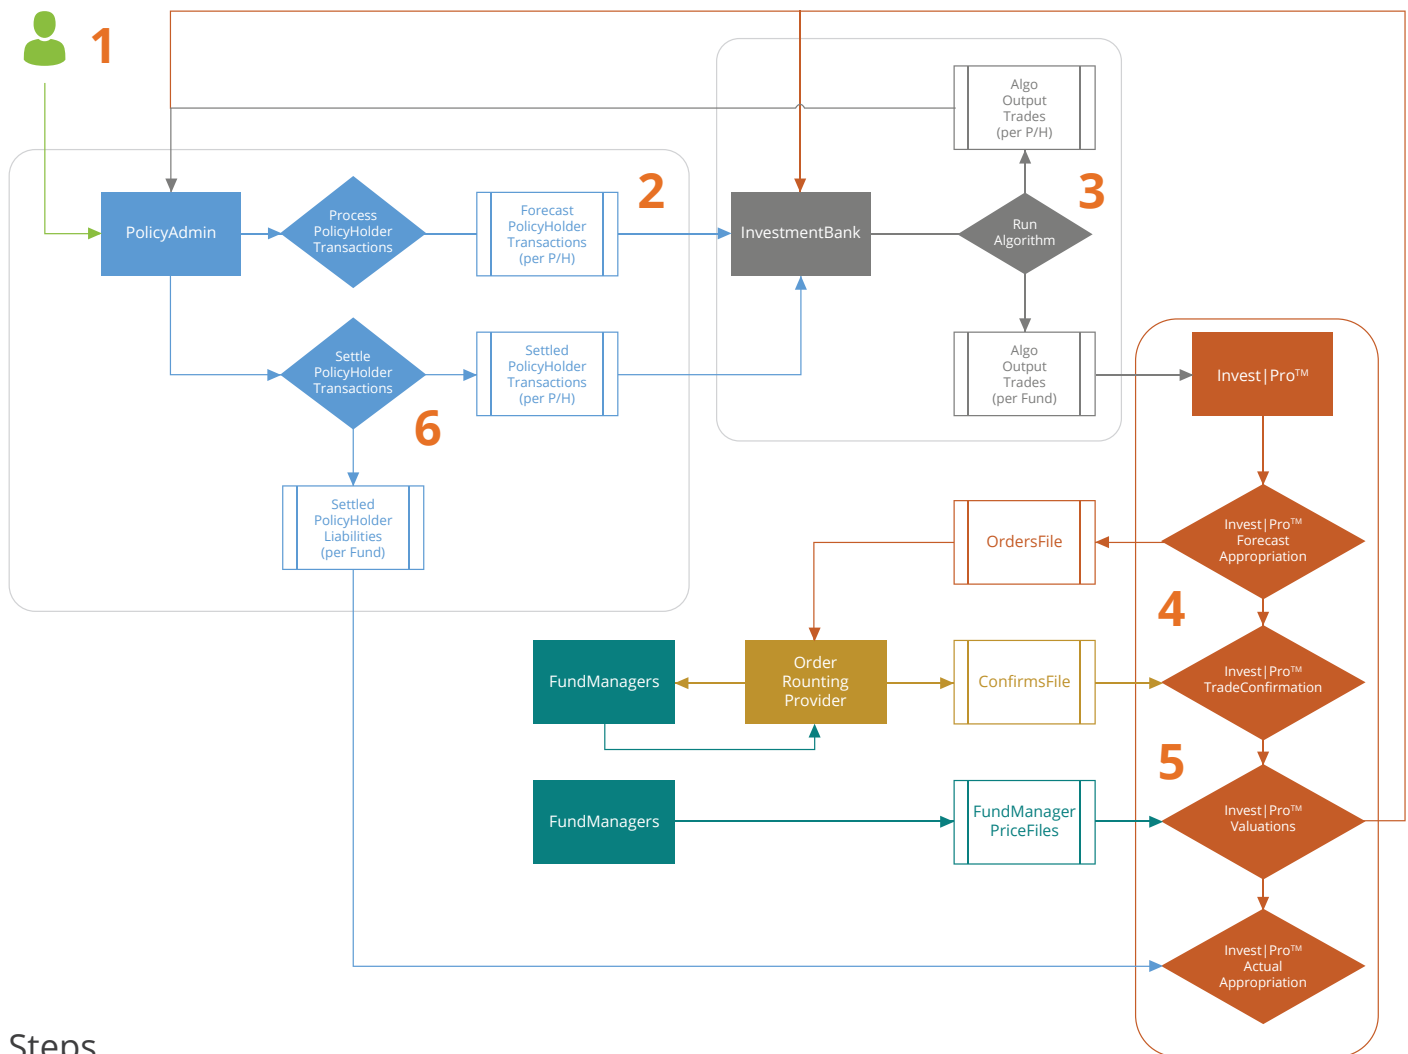 1
Algo
Output
Trades
(per P/H)
2
3
PolicyAdmin
Process
PolicyHolder
Transactions
Forecast
PolicyHolder
Transactions
(per P/H)
InvestmentBank
Run
Algorithm
Settle
PolicyHolder
Transactions
Settled
PolicyHolder
Transactions
(per P/H)
Algo
Output
Trades
(per Fund)
Invest|Pro™
6
Settled
PolicyHolder
Liabilities
(per Fund)
OrdersFile
Invest|Pro™
Forecast
Appropriation
4
FundManagers
Order
Rounting
Provider
ConfirmsFile
Invest|Pro™
TradeConfirmation
5
FundManagers
FundManager
PriceFiles
Invest|Pro™
Valuations
Invest|Pro™
Actual
Appropriation
Steps